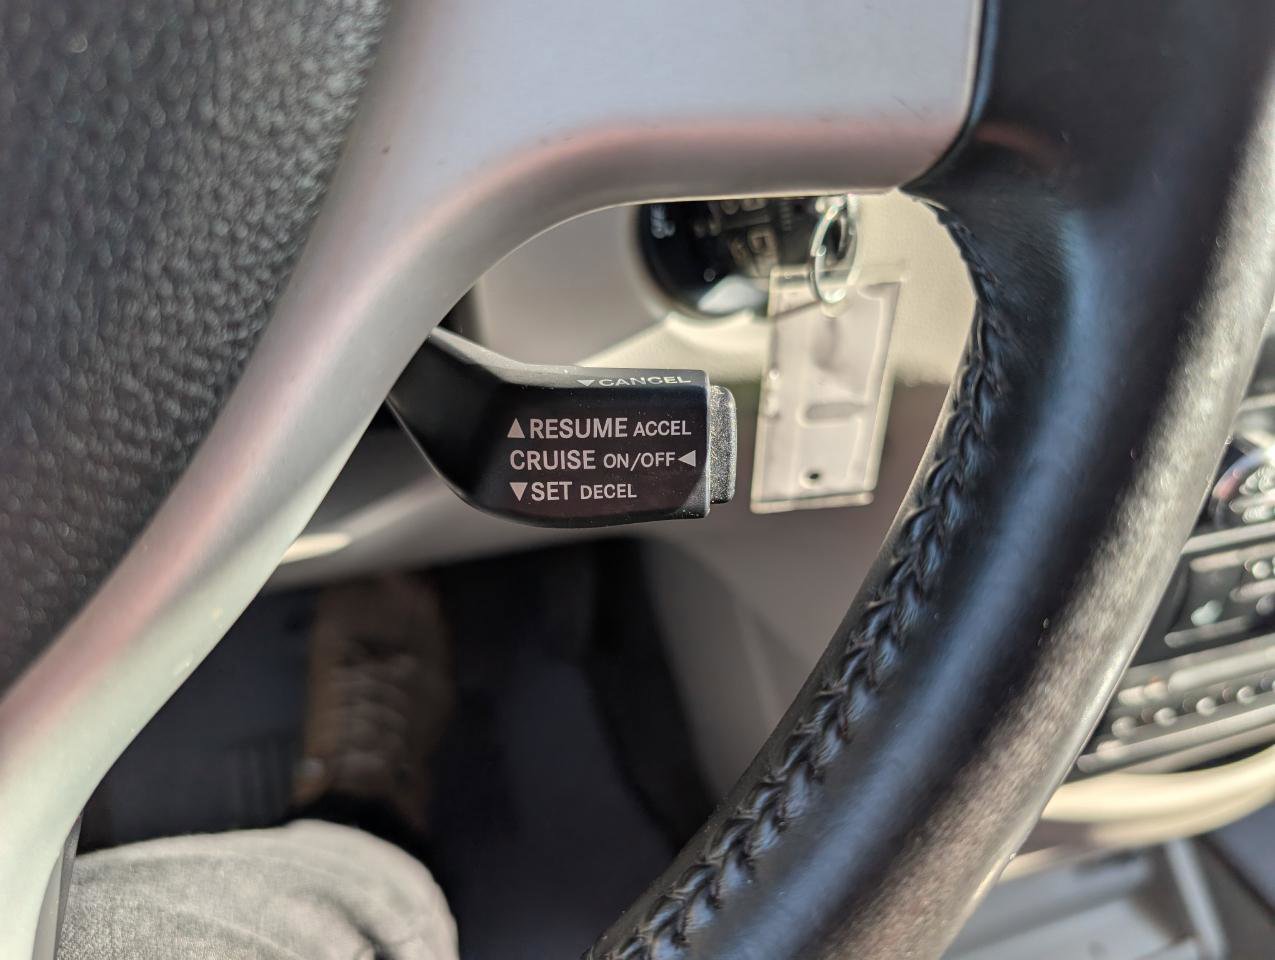 ▼CANCEL
▲RESUME ACCEL
CRUISE ON/OFF◀
▼SET DECEL